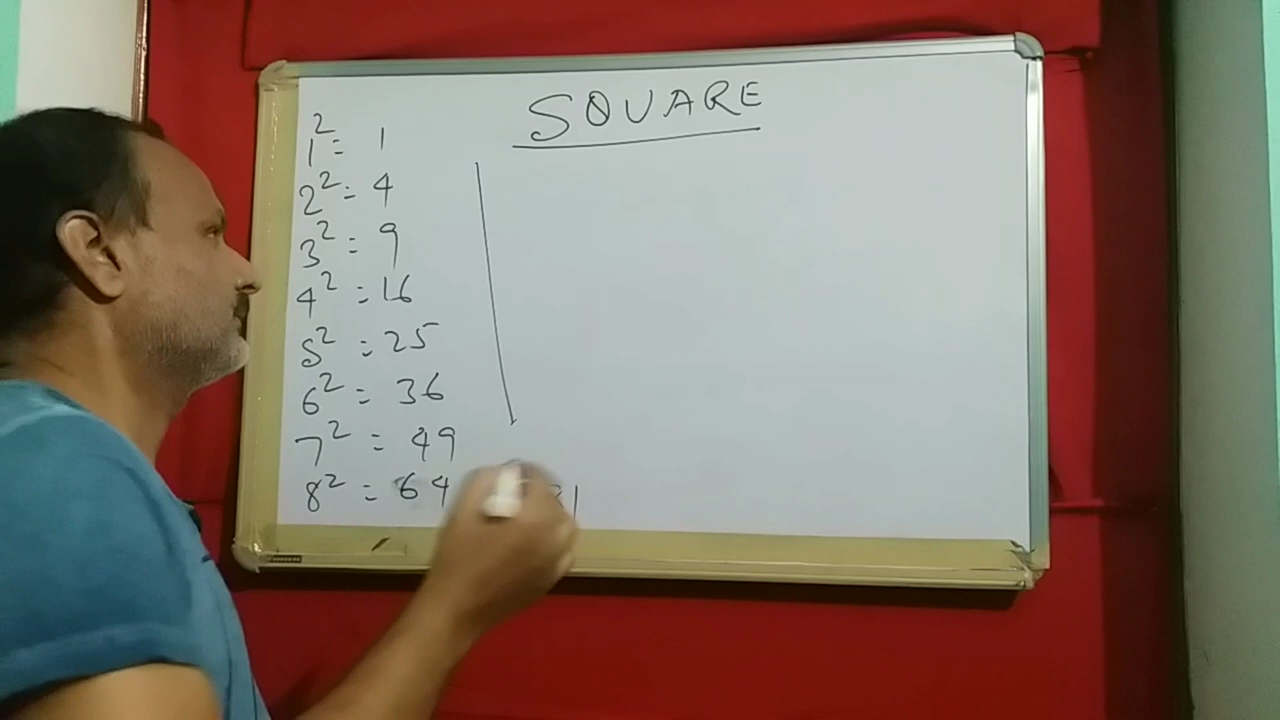 SQUARE
1² = 1
2² = 4
3² = 9
4² = 16
5² = 25
6² = 36
7² = 49
8² = 64